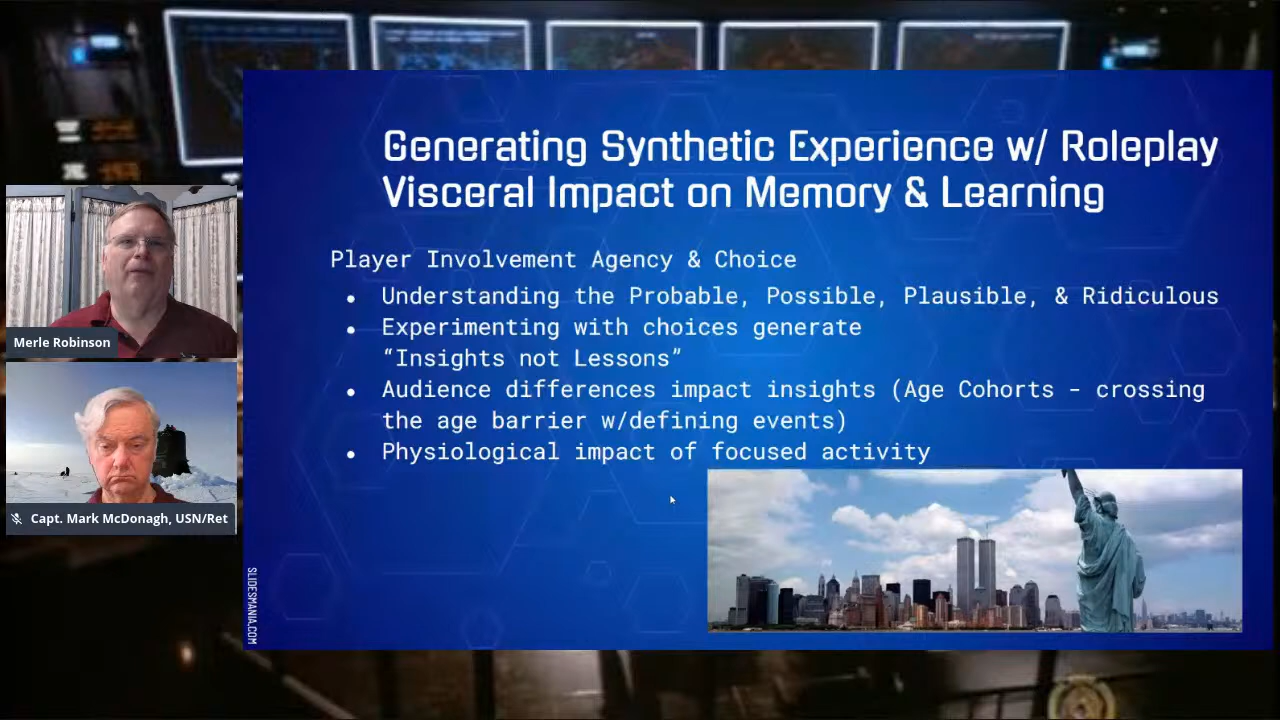 Generating Synthetic Experience w/ Roleplay
Visceral Impact on Memory & Learning
Player Involvement Agency & Choice
• Understanding the Probable, Possible, Plausible, & Ridiculous
• Experimenting with choices generate
“Insights not Lessons”
• Audience differences impact insights (Age Cohorts - crossing
the age barrier w/defining events)
• Physiological impact of focused activity
Merle Robinson
Capt. Mark McDonagh, USN/Ret
SLIDESMANIA.COM